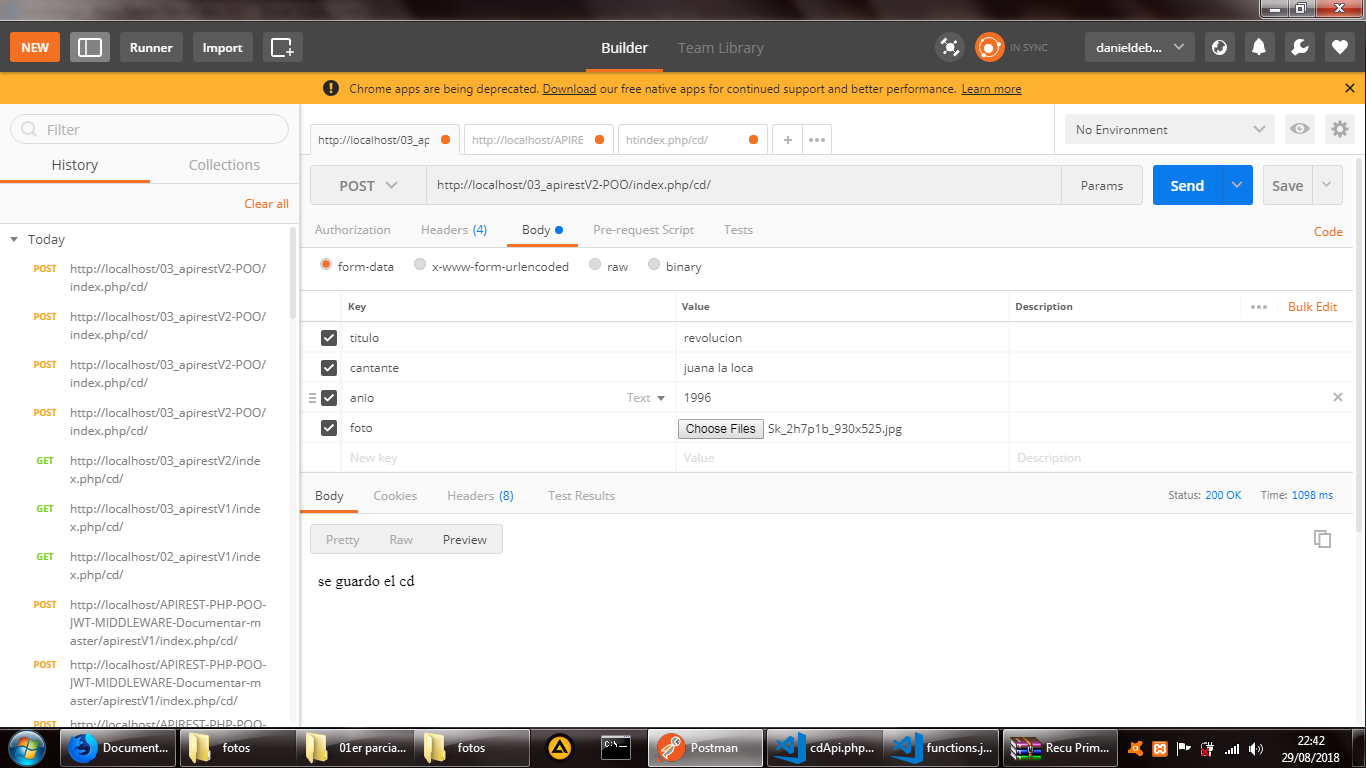 NEW
Runner
Import
Builder
Team Library
IN SYNC
danieldeb...
Chrome apps are being deprecated. Download our free native apps for continued support and better performance. Learn more
Filter
History
Collections
Clear all
Today
POST http://localhost/03_apirestV2-POO/
index.php/cd/
POST http://localhost/03_apirestV2-POO/
index.php/cd/
POST http://localhost/03_apirestV2-POO/
index.php/cd/
POST http://localhost/03_apirestV2-POO/
index.php/cd/
GET http://localhost/03_apirestV2/inde
x.php/cd/
GET http://localhost/03_apirestV1/inde
x.php/cd/
GET http://localhost/02_apirestV1/inde
x.php/cd/
POST http://localhost/APIREST-PHP-POO-
JWT-MIDDLEWARE-Documentar-m
aster/apirestV1/index.php/cd/
POST http://localhost/APIREST-PHP-POO-
JWT-MIDDLEWARE-Documentar-m
aster/apirestV1/index.php/cd/
POST http://localhost/APIREST-PHP-POO-
http://localhost/03_ap
http://localhost/APIRE
htindex.php/cd/
No Environment
POST
http://localhost/03_apirestV2-POO/index.php/cd/
Params
Send
Save
Authorization
Headers (4)
Body
Pre-request Script
Tests
Code
form-data
x-www-form-urlencoded
raw
binary
Key Value Description
Bulk Edit
titulo revolucion
cantante juana la loca
anio Text 1996
foto Choose Files Sk_2h7p1b_930x525.jpg
New key Value Description
Body
Cookies
Headers (8)
Test Results
Status: 200 OK
Time: 1098 ms
Pretty
Raw
Preview
se guardo el cd
Document...
fotos
01er parcia...
fotos
C:\_
Postman
cdApi.php...
functions.j...
Recu Prim...
22:42
29/08/2018